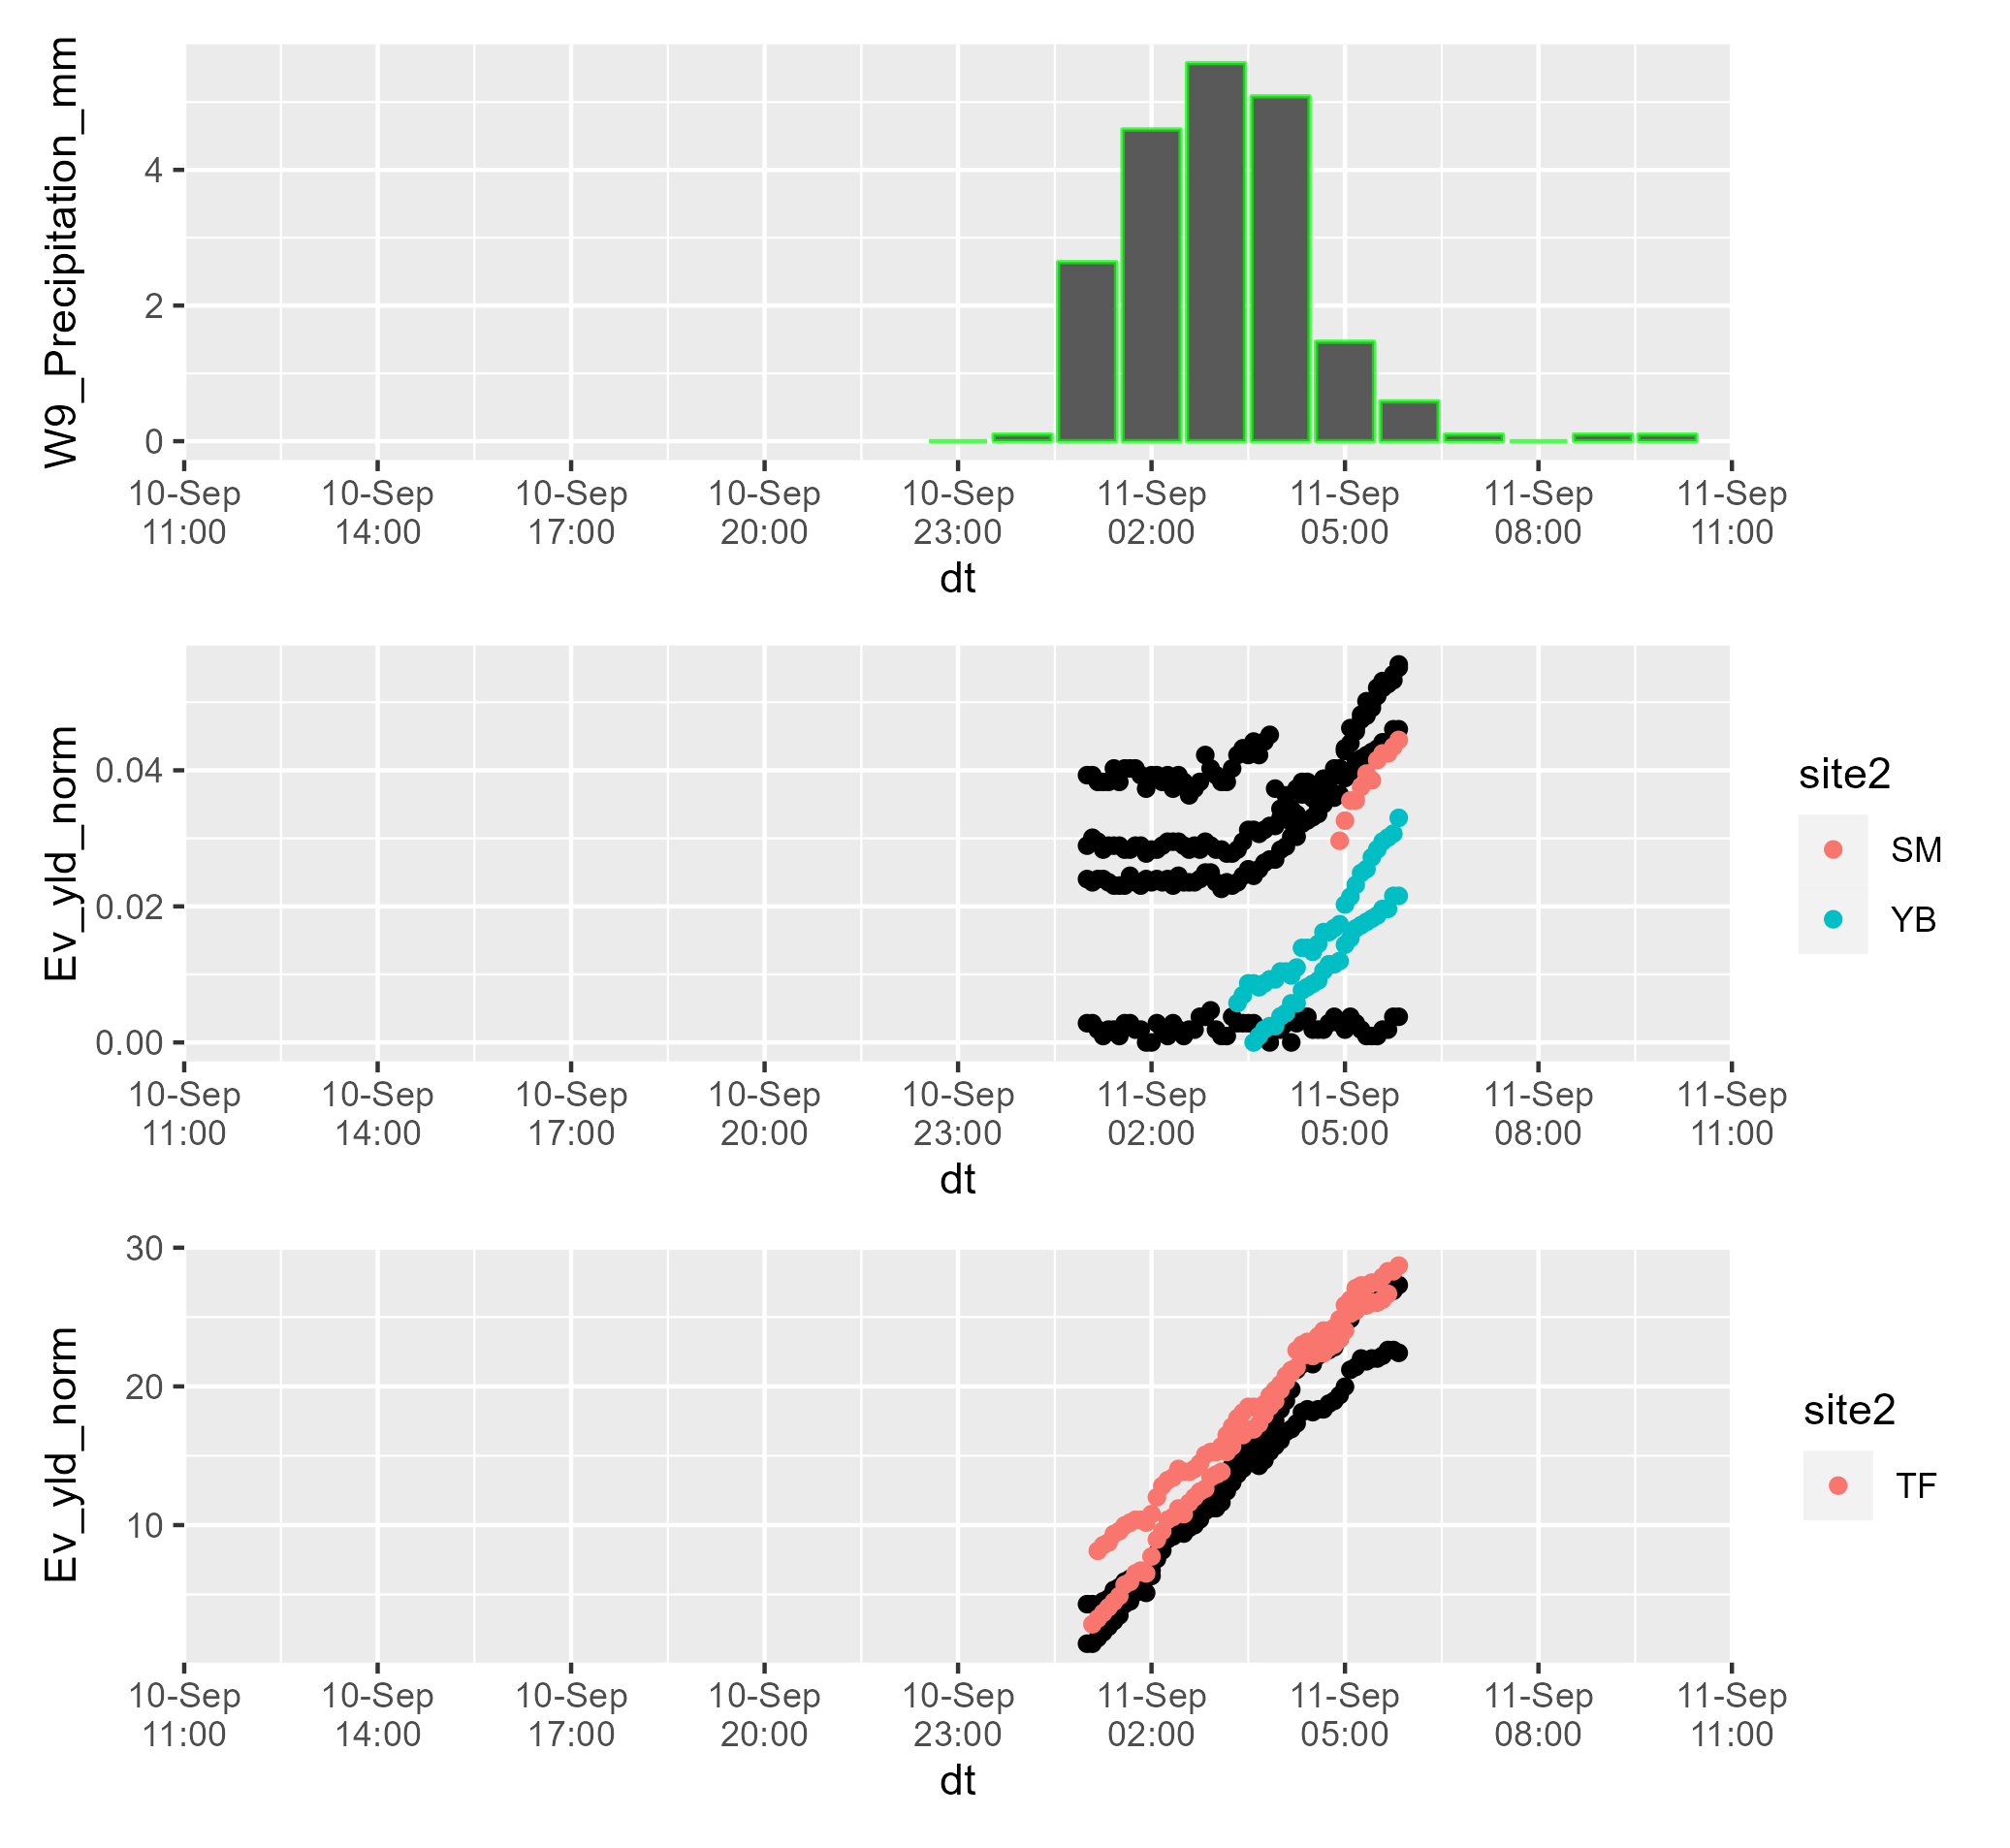 W9_Precipitation_mm
4
2
0
10-Sep 10-Sep 10-Sep 10-Sep 10-Sep 11-Sep 11-Sep 11-Sep 11-Sep
11:00 14:00 17:00 20:00 23:00 02:00 05:00 08:00 11:00
dt
Ev_yld_norm
0.04
0.02
0.00
10-Sep 10-Sep 10-Sep 10-Sep 10-Sep 11-Sep 11-Sep 11-Sep 11-Sep
11:00 14:00 17:00 20:00 23:00 02:00 05:00 08:00 11:00
dt
site2
SM
YB
Ev_yld_norm
30
20
10
10-Sep 10-Sep 10-Sep 10-Sep 10-Sep 11-Sep 11-Sep 11-Sep 11-Sep
11:00 14:00 17:00 20:00 23:00 02:00 05:00 08:00 11:00
dt
site2
TF